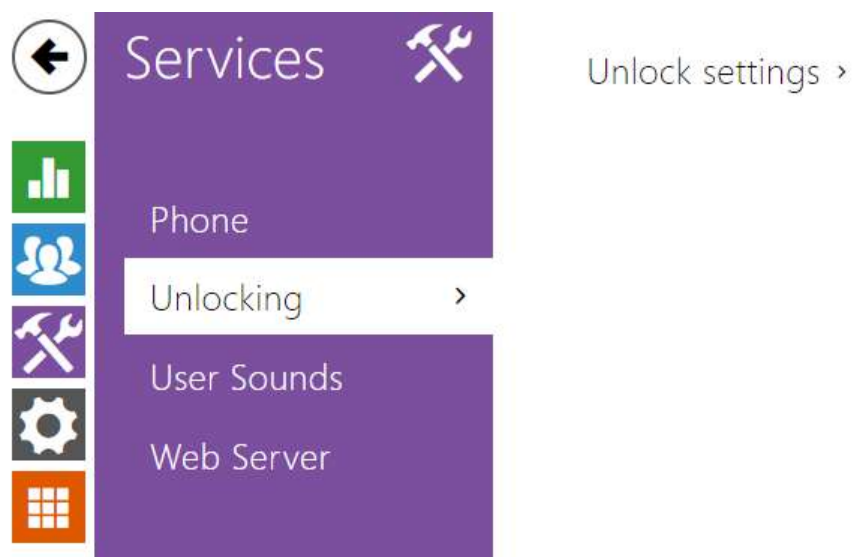 Services
Phone
Unlocking
User Sounds
Web Server
Unlock settings ›